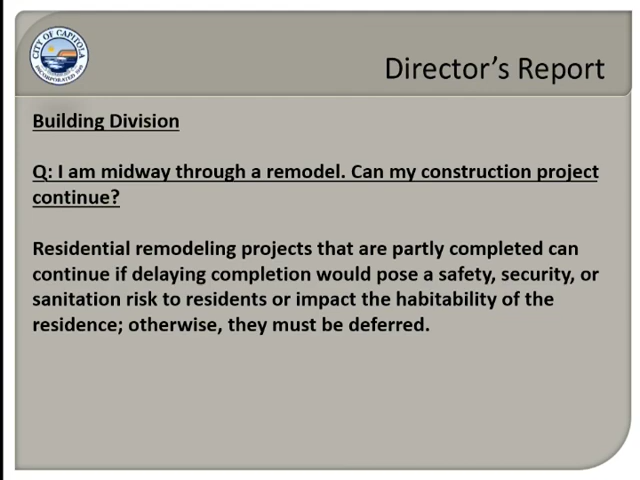 CITY OF CAPITOLA
INCORPORATED 1949
Director's Report
Building Division
Q: I am midway through a remodel. Can my construction project
continue?
Residential remodeling projects that are partly completed can
continue if delaying completion would pose a safety, security, or
sanitation risk to residents or impact the habitability of the
residence; otherwise, they must be deferred.